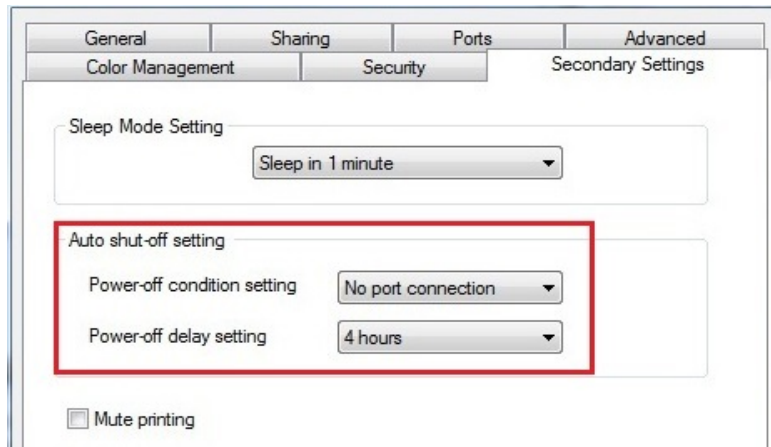 General Sharing Ports Advanced
Color Management Security Secondary Settings
Sleep Mode Setting
Sleep in 1 minute
Auto shut-off setting
Power-off condition setting No port connection
Power-off delay setting 4 hours
Mute printing